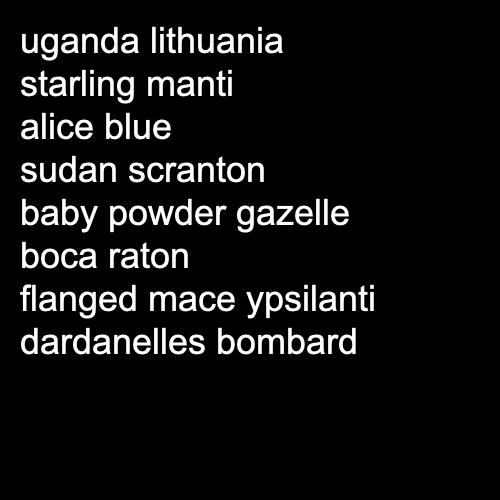 uganda lithuania
starling manti
alice blue
sudan scranton
baby powder gazelle
boca raton
flanged mace ypsilanti
dardanelles bombard